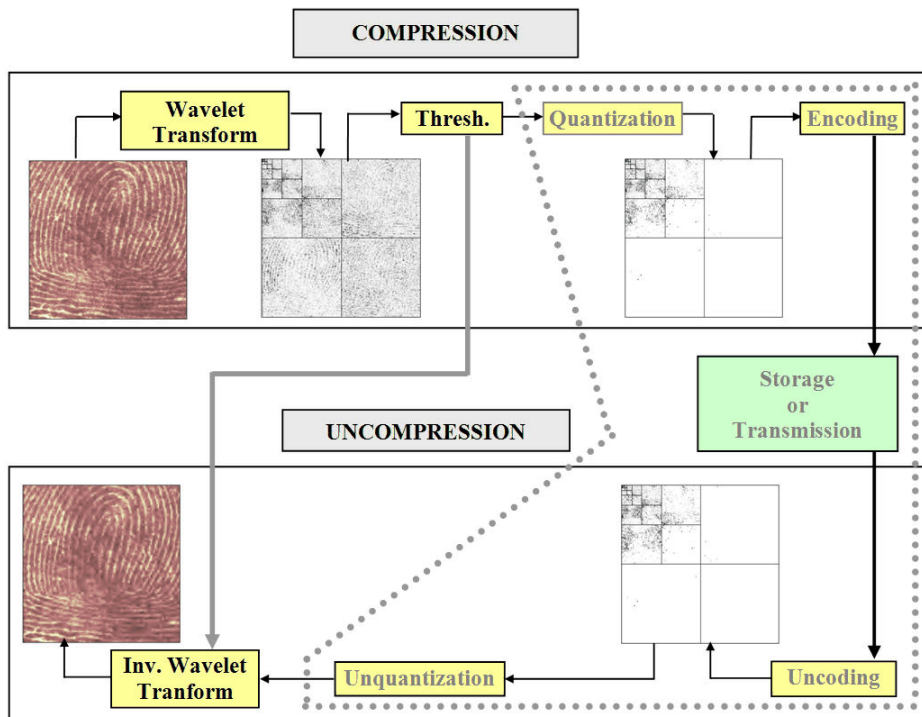 COMPRESSION
Wavelet
Transform
Thresh.
Quantization
Encoding
Storage
or
Transmission
UNCOMPRESSION
Inv. Wavelet
Tranform
Unquantization
Uncoding